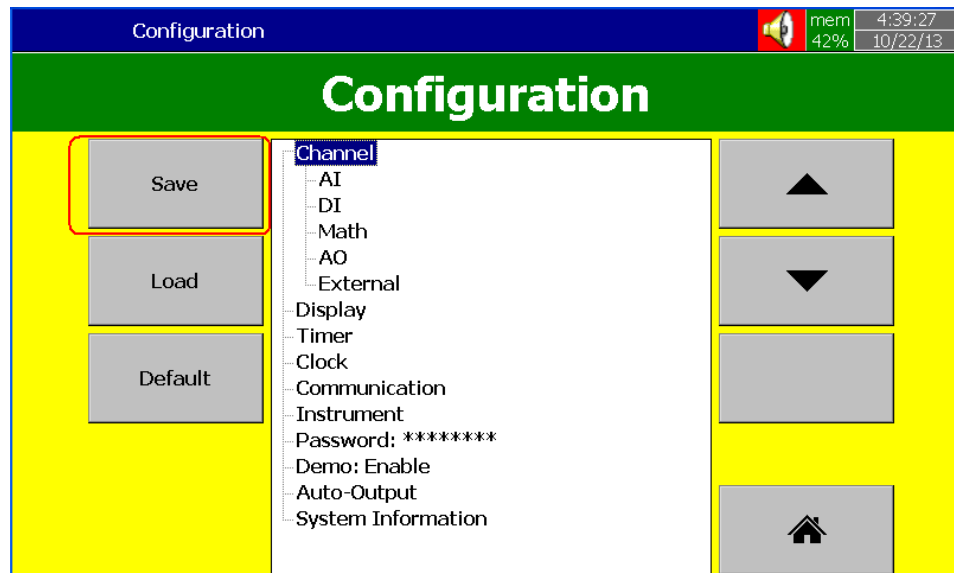 Configuration
mem 4:39:27
42% 10/22/13
Configuration
Save
Load
Default
Channel
AI
DI
Math
AO
External
Display
Timer
Clock
Communication
Instrument
Password: ********
Demo: Enable
Auto-Output
System Information